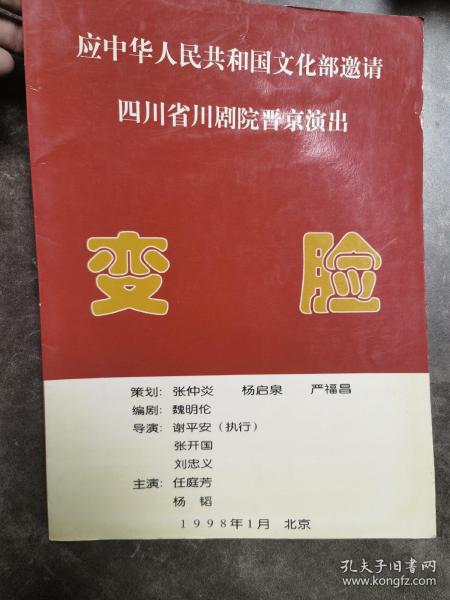 应中华人民共和国文化部邀请
四川省川剧院晋京演出
变脸
策划：张仲炎 杨启泉 严福昌
编剧：魏明伦
导演：谢平安（执行）
张开国
刘忠义
主演：任庭芳
杨韬
1998年1月 北京
孔夫子旧书网
www.kongfz.com